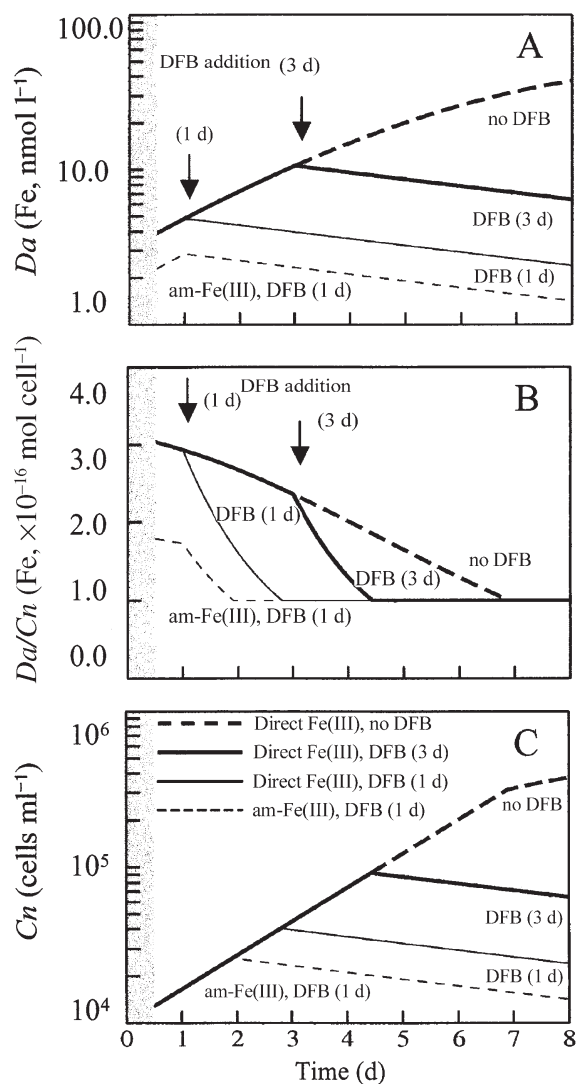 A
Da (Fe, nmol l⁻¹)
100.0
10.0
1.0
DFB addition (3 d)
(1 d)
no DFB
DFB (3 d)
DFB (1 d)
am-Fe(III), DFB (1 d)
B
Da/Cn (Fe, ×10⁻¹⁶ mol cell⁻¹)
4.0
3.0
2.0
1.0
0.0
DFB addition
(1 d)
(3 d)
DFB (1 d)
no DFB
DFB (3 d)
am-Fe(III), DFB (1 d)
C
Cn (cells ml⁻¹)
10⁶
10⁵
10⁴
Direct Fe(III), no DFB
Direct Fe(III), DFB (3 d)
Direct Fe(III), DFB (1 d)
am-Fe(III), DFB (1 d)
no DFB
DFB (3 d)
DFB (1 d)
am-Fe(III), DFB (1 d)
0 1 2 3 4 5 6 7 8
Time (d)